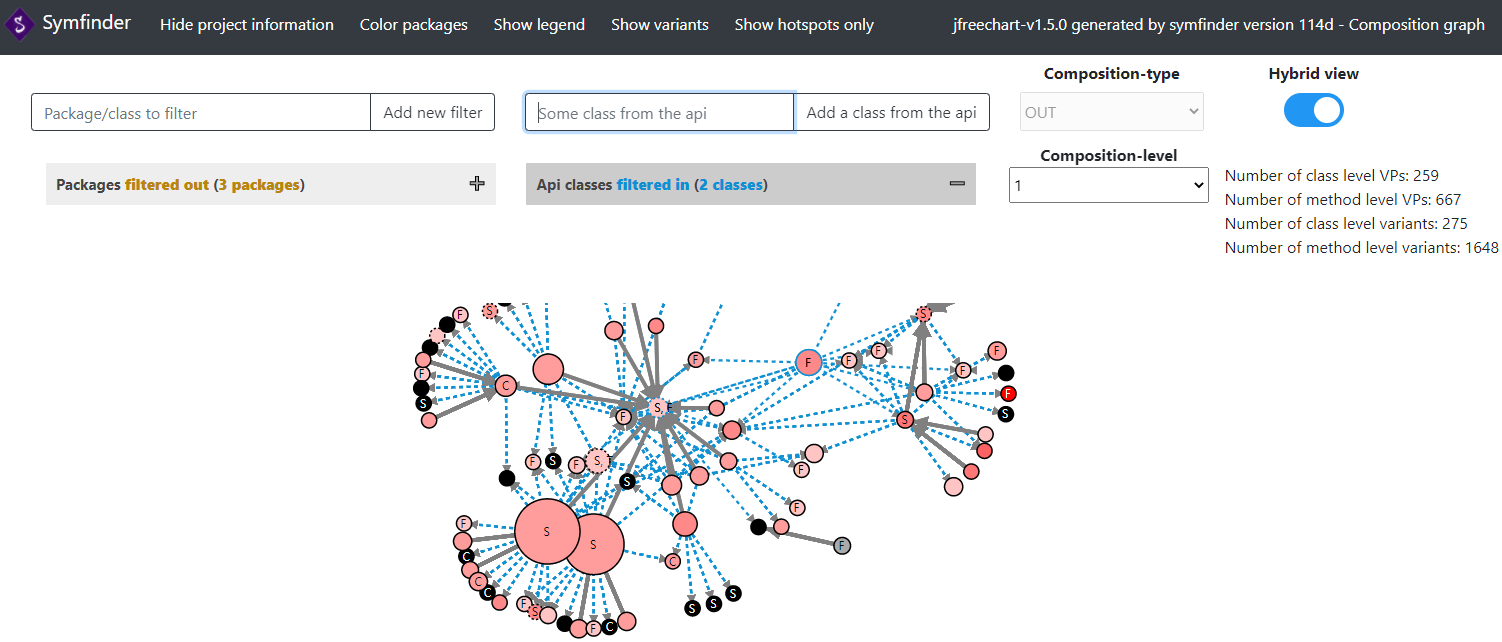 Symfinder
Hide project information
Color packages
Show legend
Show variants
Show hotspots only
jfreechart-v1.5.0 generated by symfinder version 114d - Composition graph
Package/class to filter
Add new filter
Some class from the api
Add a class from the api
Composition-type
OUT
Hybrid view
Packages filtered out (3 packages)
Api classes filtered in (2 classes)
Composition-level
1
Number of class level VPs: 259
Number of method level VPs: 667
Number of class level variants: 275
Number of method level variants: 1648
F
S
S
F
F
F
F
F
F
C
F
S
S,
F
S
S
F
S
F
S,
S
F
F
S
S
F
C
F
C
C
C
F
S
F
C
S
S
S